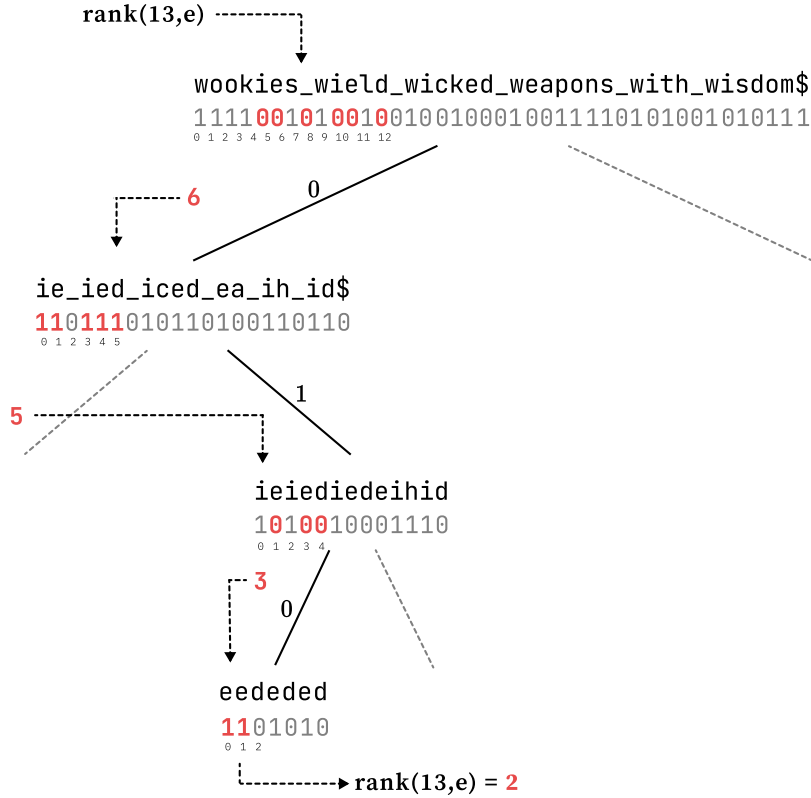 rank(13,e)
wookies_wield_wicked_weapons_with_wisdom$
11110010100100100100010011110101001010111
0 1 2 3 4 5 6 7 8 9 10 11 12
0
6
ie_ied_iced_ea_ih_id$
110111010110100110110
0 1 2 3 4 5
1
5
ieiediedeihid
1010010001110
0 1 2 3 4
3
0
eededed
1101010
0 1 2
rank(13,e) = 2